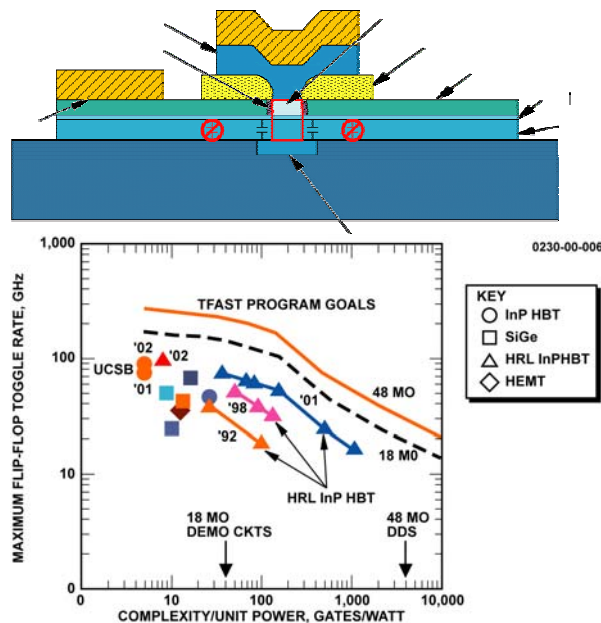 1,000
0230-00-006
TFAST PROGRAM GOALS
KEY
InP HBT
SiGe
HRL InPHBT
HEMT
MAXIMUM FLIP-FLOP TOGGLE RATE, GHz
100
10
0
'02
'02
UCSB
'01
'01
'98
'92
48 MO
18 M0
HRL InP HBT
18 MO
DEMO CKTS
48 MO
DDS
0
10
100
1,000
10,000
COMPLEXITY/UNIT POWER, GATES/WATT